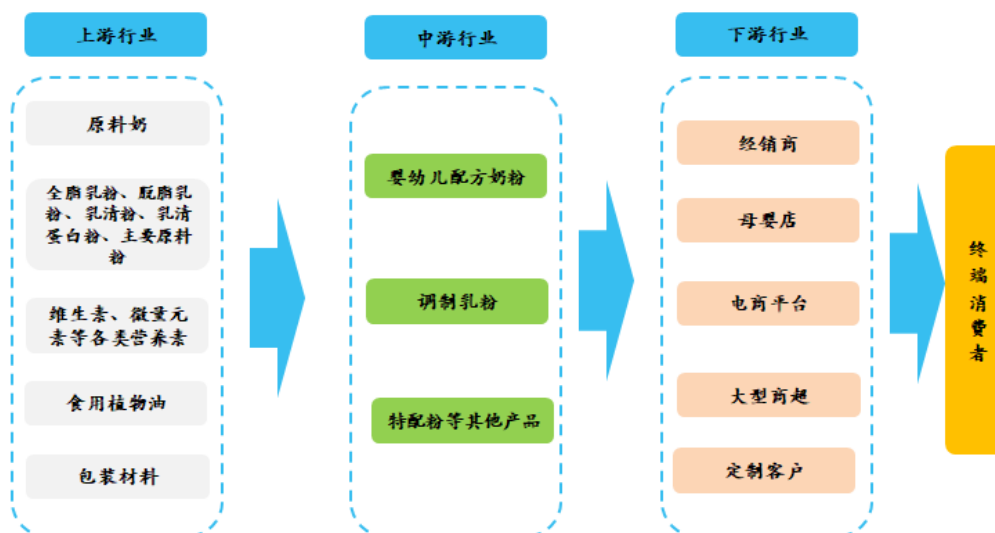 上游行业
原料奶
全脂乳粉、脱脂乳
粉、乳清粉、乳清
蛋白粉、主要原料
粉
维生素、微量元
素等各类营养素
食用植物油
包装材料
中游行业
婴幼儿配方奶粉
调制乳粉
特配粉等其他产品
下游行业
经销商
母婴店
电商平台
大型商超
定制客户
终
端
消
费
者